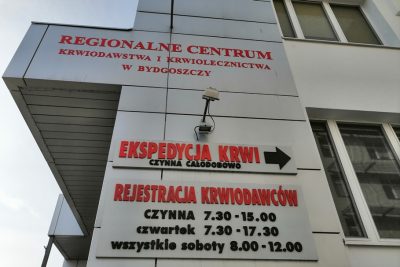 REGIONALNE CENTRUM
KRWIODAWSTWA I KRWIOLECZNICTWA
W BYDGOSZCZY
EKSPEDYCJA KRWI
CZYNNA CAŁODOBOWO
REJESTRACJA KRWIODAWCÓW
CZYNNA 7.30 - 15.00
czwartek 7.30 - 17.30
wszystkie soboty 8.00 - 12.00